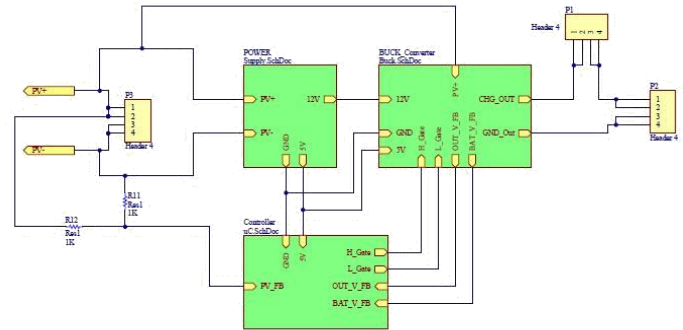 P1
Header 4
1 2 3 4
POWER
Supply.SchDoc
PV+
PV-
12V
GND
5V
BUCK_Converter
Buck.SchDoc
12V
GND
5V
PV+
CHG_OUT
GND_Out
H_Gate
L_Gate
OUT_V_FB
BAT_V_FB
P2
1
2
3
4
Header 4
PV+
PV-
P3
1
2
3
4
Header 4
R11
Res1
1K
R12
Res1
1K
Controller
uC.SchDoc
GND
5V
PV_FB
H_Gate
L_Gate
OUT_V_FB
BAT_V_FB